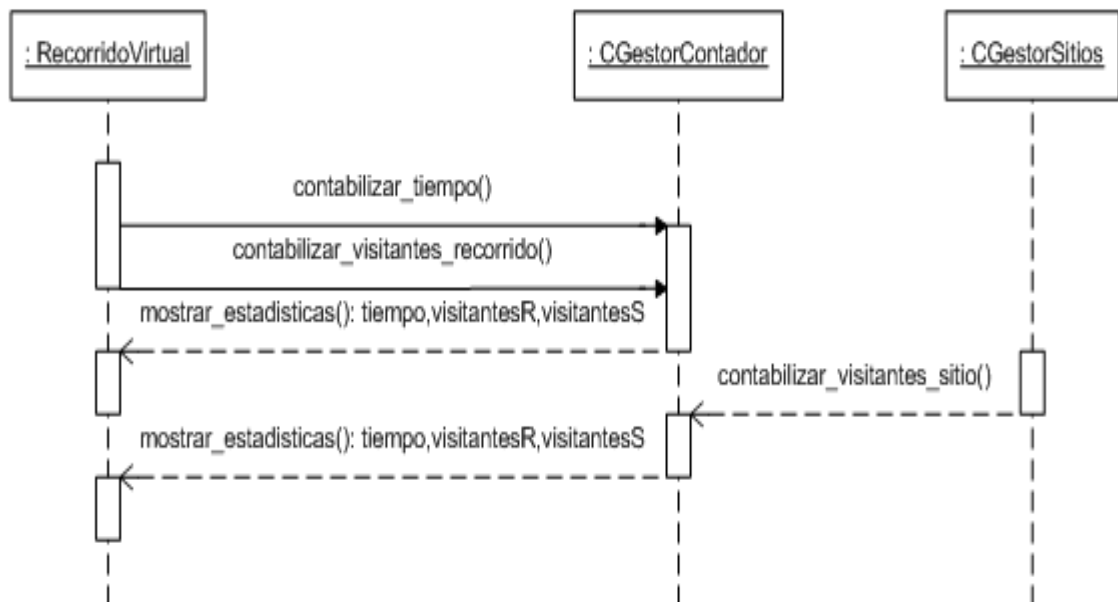 : RecorridoVirtual
: CGestorContador
: CGestorSitios
contabilizar_tiempo()
contabilizar_visitantes_recorrido()
mostrar_estadisticas(): tiempo,visitantesR,visitantesS
contabilizar_visitantes_sitio()
mostrar_estadisticas(): tiempo,visitantesR,visitantesS